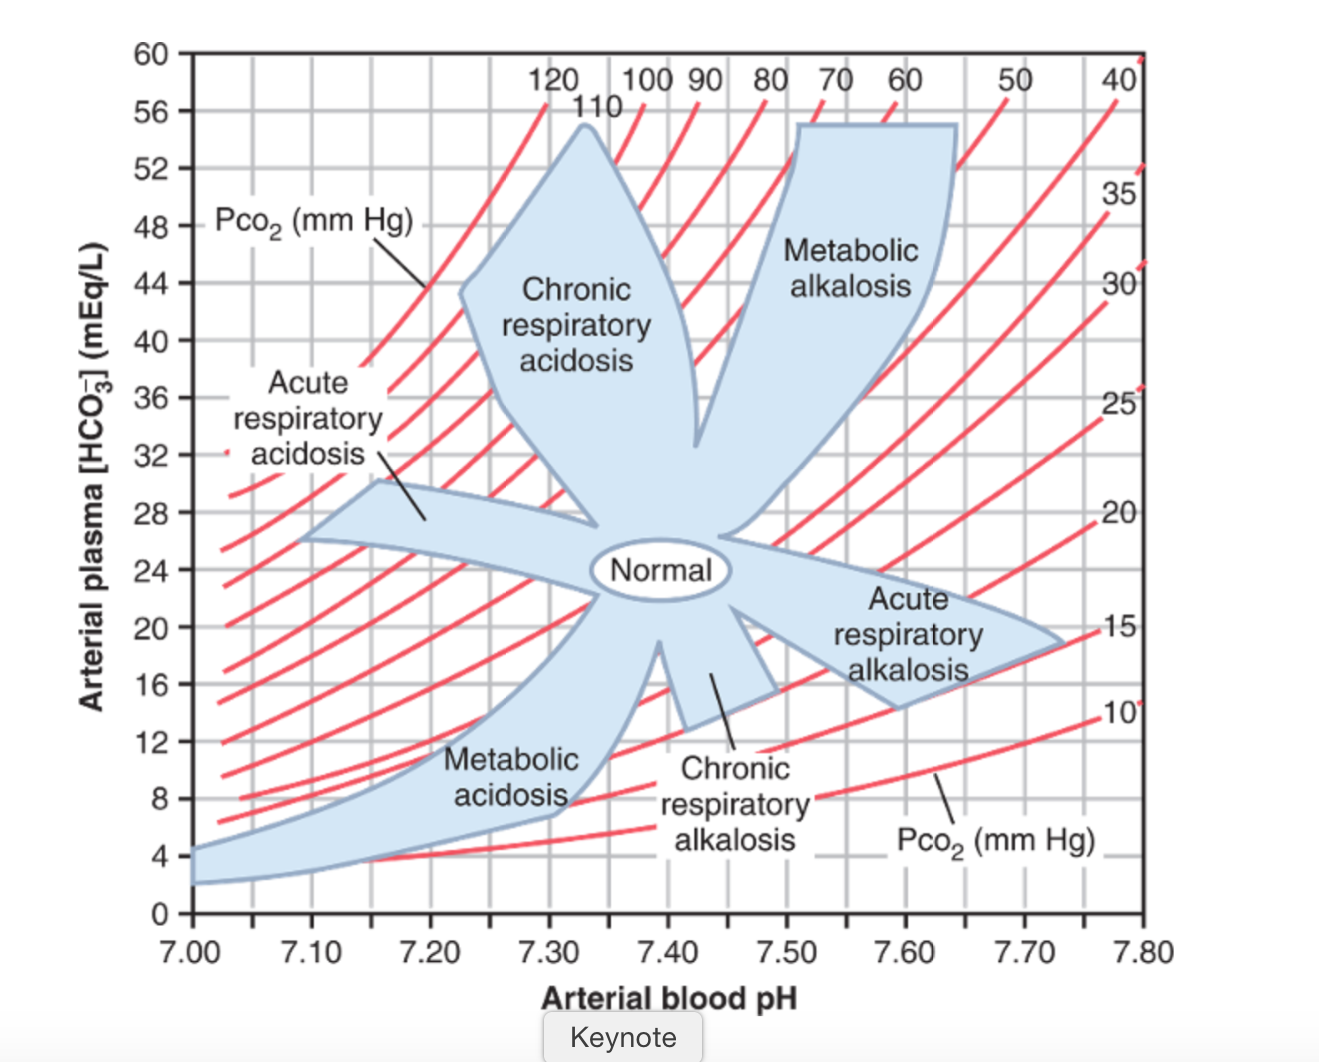 60
120 100 90 80 70 60 50 40
110
56
52
35
48
Pco2 (mm Hg)
Metabolic
alkalosis
44
30
Chronic
respiratory
acidosis
40
Acute
respiratory
acidosis
36
25
32
28
20
24
Normal
Acute
respiratory
alkalosis
20
15
16
12
10
Metabolic
acidosis
Chronic
respiratory
alkalosis
8
Pco2 (mm Hg)
4
0
Arterial plasma [HCO3−] (mEq/L)
7.00 7.10 7.20 7.30 7.40 7.50 7.60 7.70 7.80
Arterial blood pH
Keynote